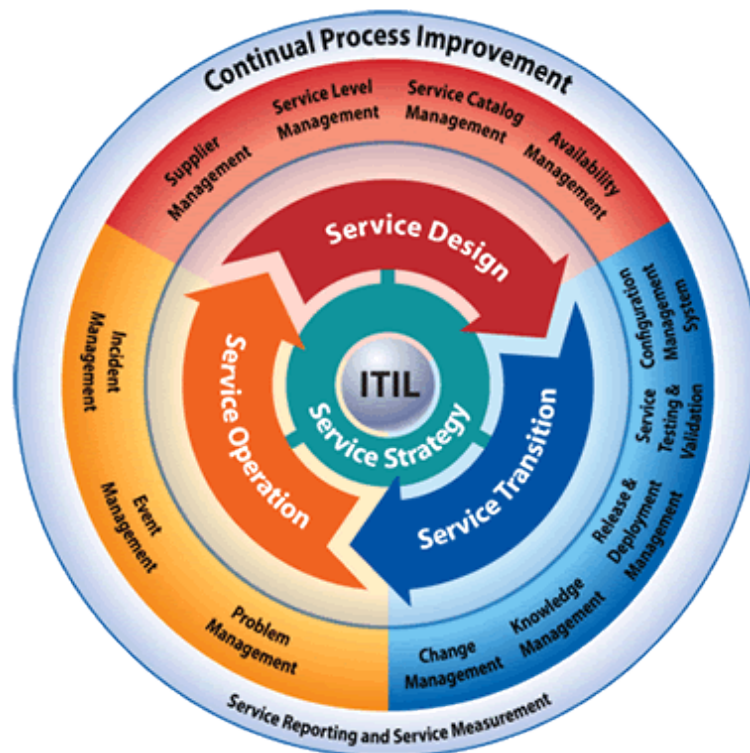 Continual Process Improvement
Supplier
Management
Service Level
Management
Service Catalog
Management
Availability
Management
Configuration
Management
System
Service
Testing &
Validation
Release &
Deployment
Management
Knowledge
Management
Change
Management
Problem
Management
Event
Management
Incident
Management
Service Design
Service Transition
Service Operation
Service Strategy
ITIL
Service Reporting and Service Measurement